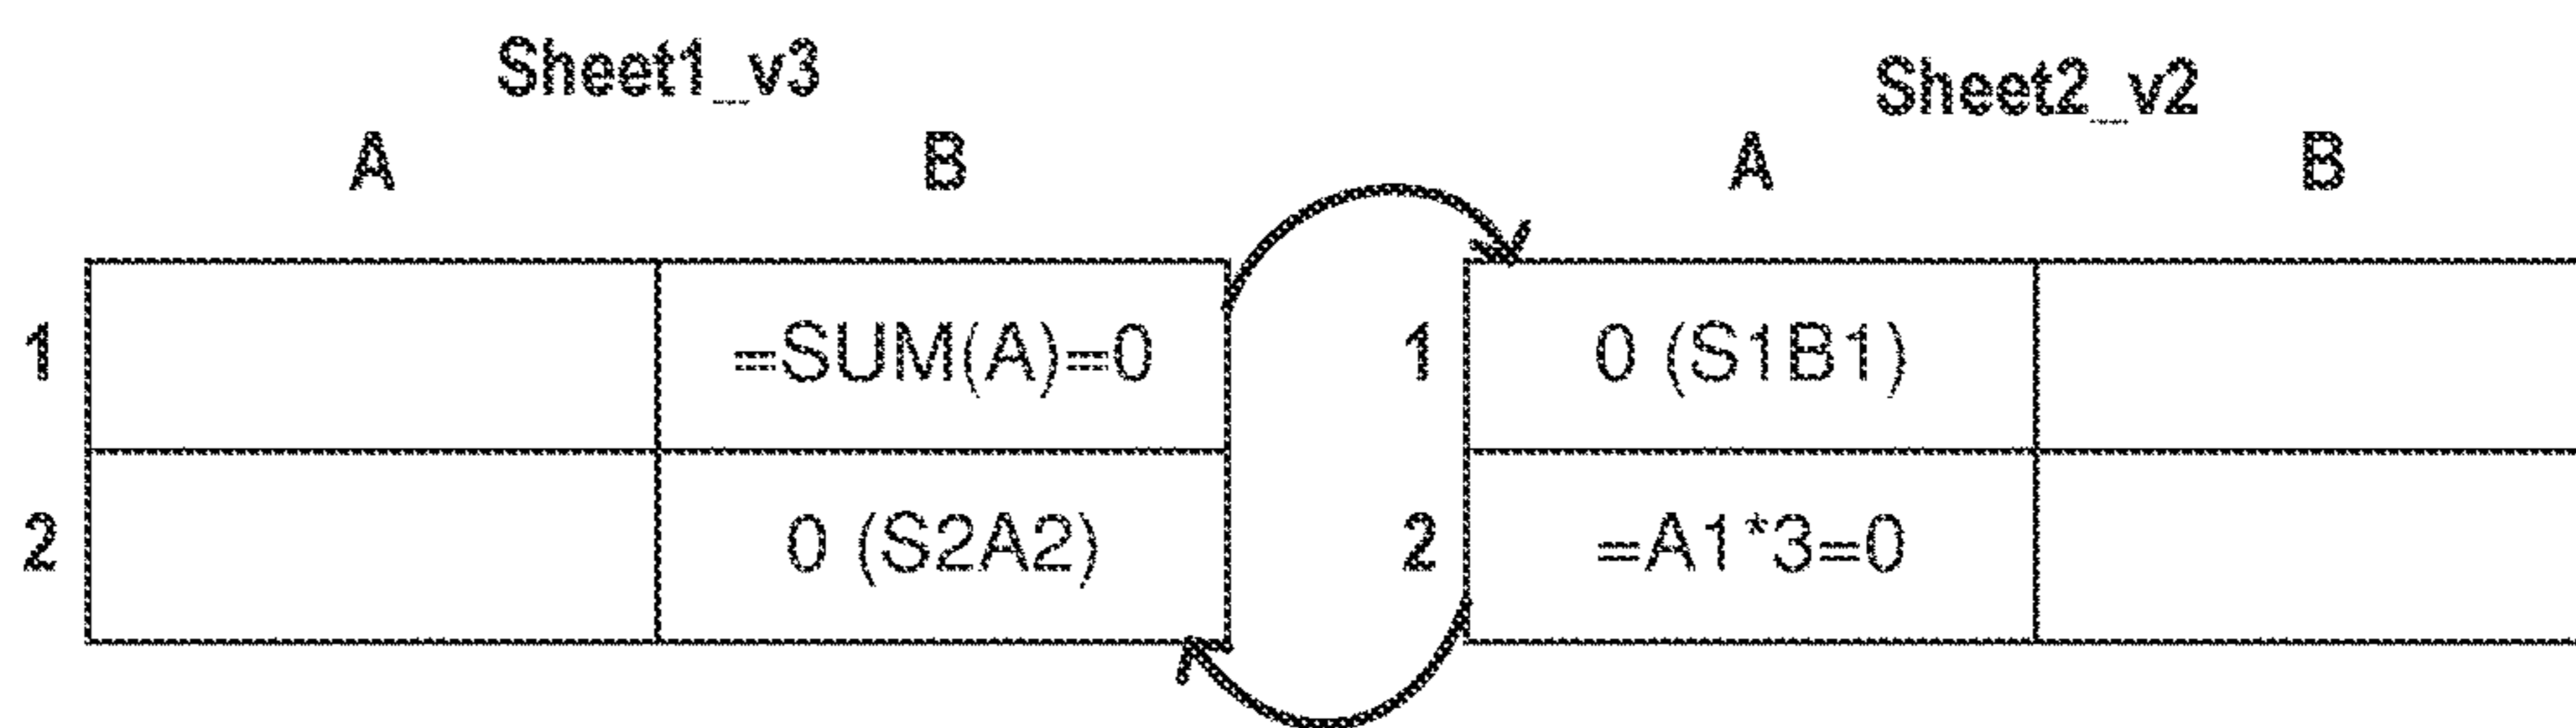 Sheet1_v3 Sheet2_v2
A B A B
1 =SUM(A)=0 1 0 (S1B1)
2 0 (S2A2) 2 =A1*3=0